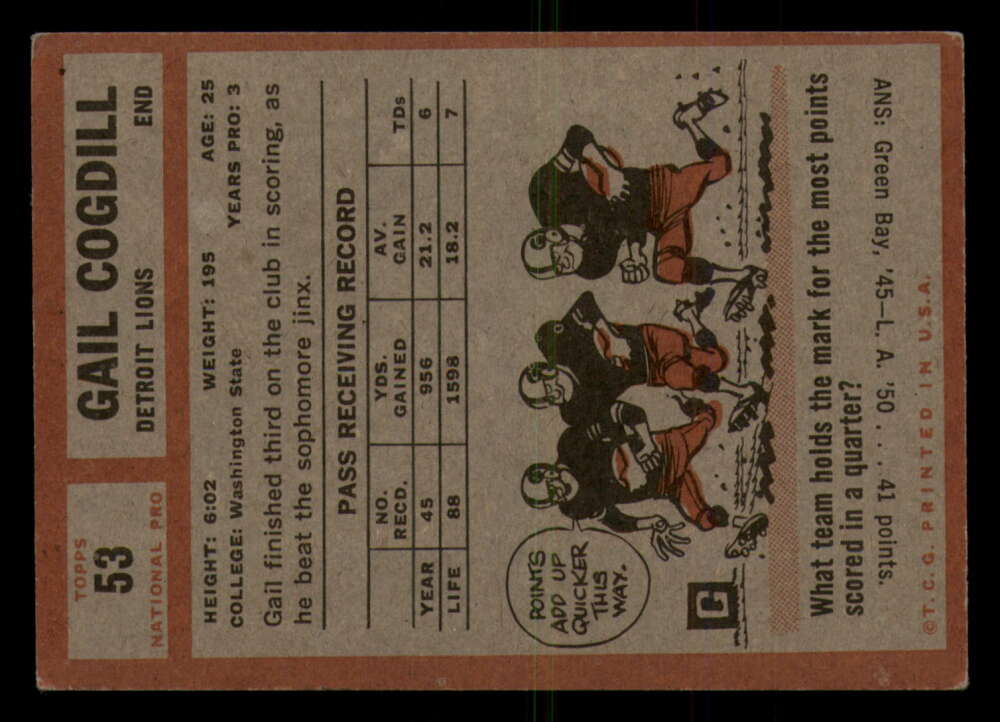 TOPPS
53
NATIONAL PRO
GAIL COGDILL
DETROIT LIONS END
HEIGHT: 6:02 WEIGHT: 195 AGE: 25
COLLEGE: Washington State YEARS PRO: 3
Gail finished third on the club in scoring, as
he beat the sophomore jinx.
PASS RECEIVING RECORD
NO. YDS. AV.
RECD. GAINED GAIN TDs
YEAR 45 956 21.2 6
LIFE 88 1598 18.2 7
POINTS
ADD UP
QUICKER
THIS
WAY.
G
What team holds the mark for the most points
scored in a quarter?
ANS: Green Bay, '45—L. A. '50 . . . 41 points.
©T. C. G. PRINTED IN U.S.A.